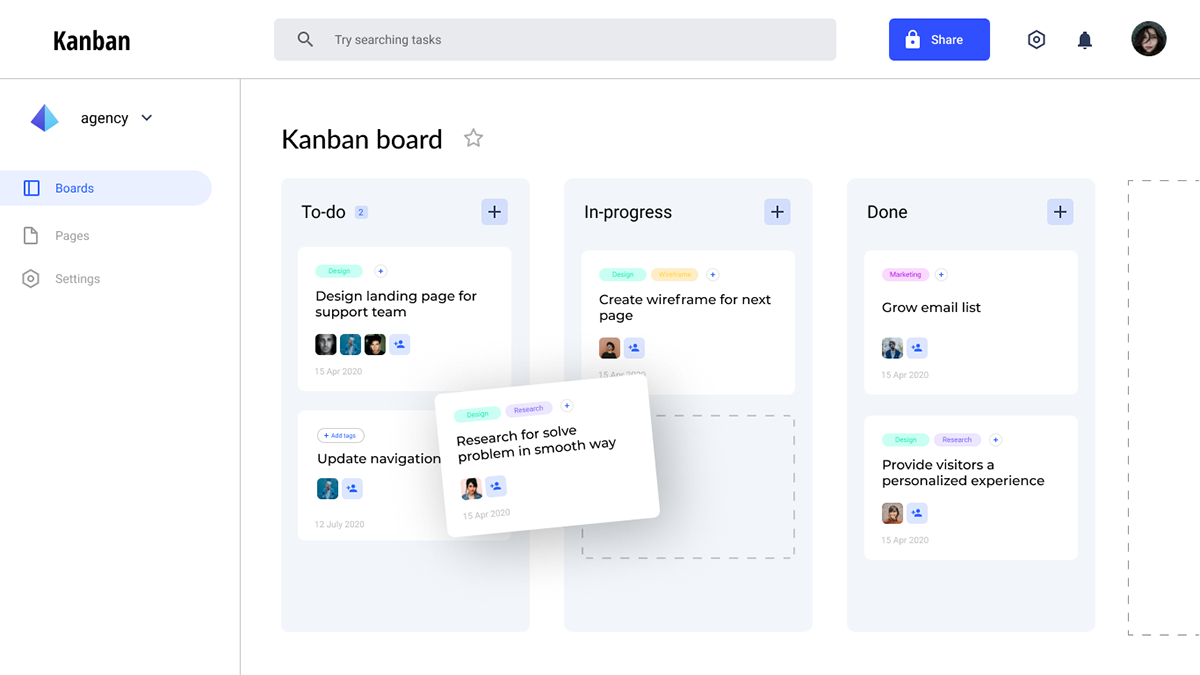 Kanban
Try searching tasks
Share
agency
Boards
Pages
Settings
Kanban board
To-do 2
Design
Design landing page for
support team
15 Apr 2020
+ Add tags
Update navigation
12 July 2020
Design Research
Research for solve
problem in smooth way
15 Apr 2020
In-progress
Design Wireframe
Create wireframe for next
page
15 Apr 2020
Done
Marketing
Grow email list
15 Apr 2020
Design Research
Provide visitors a
personalized experience
15 Apr 2020